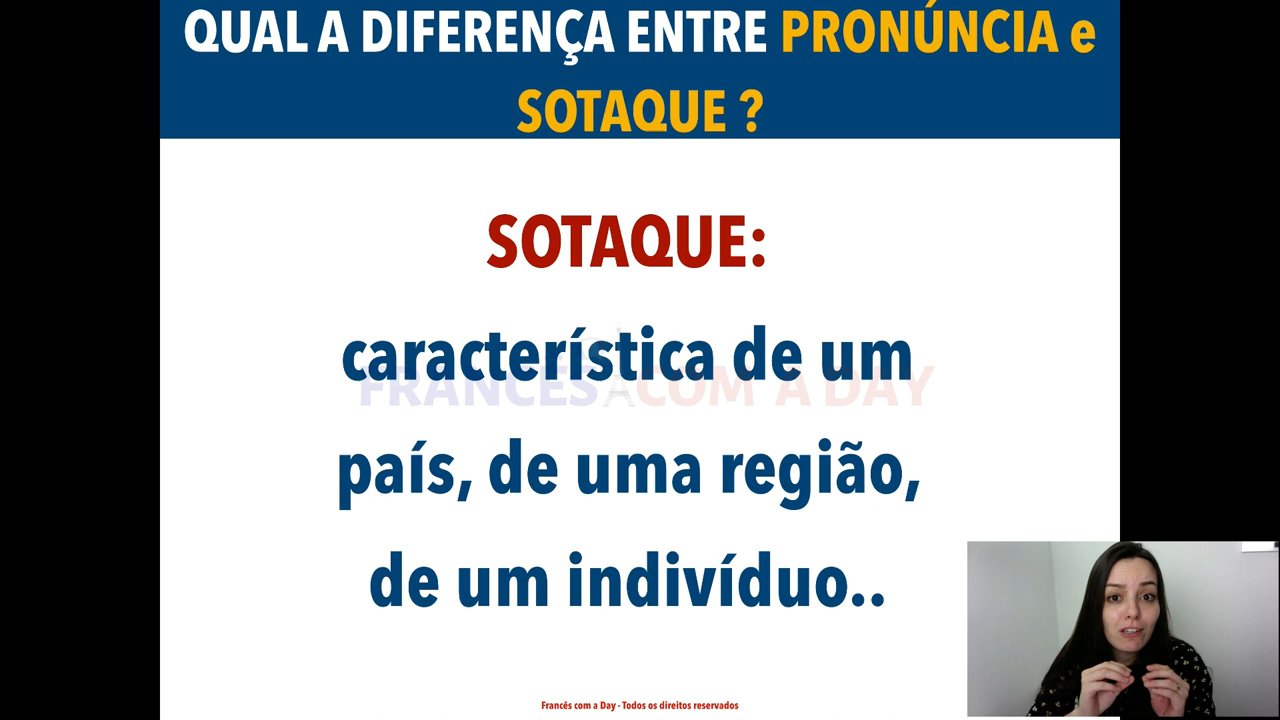 QUAL A DIFERENÇA ENTRE PRONÚNCIA e
SOTAQUE ?
SOTAQUE:
característica de um
FRANCÊS COM A DAY
país, de uma região,
de um indivíduo..
Francês com a Day - Todos os direitos reservados